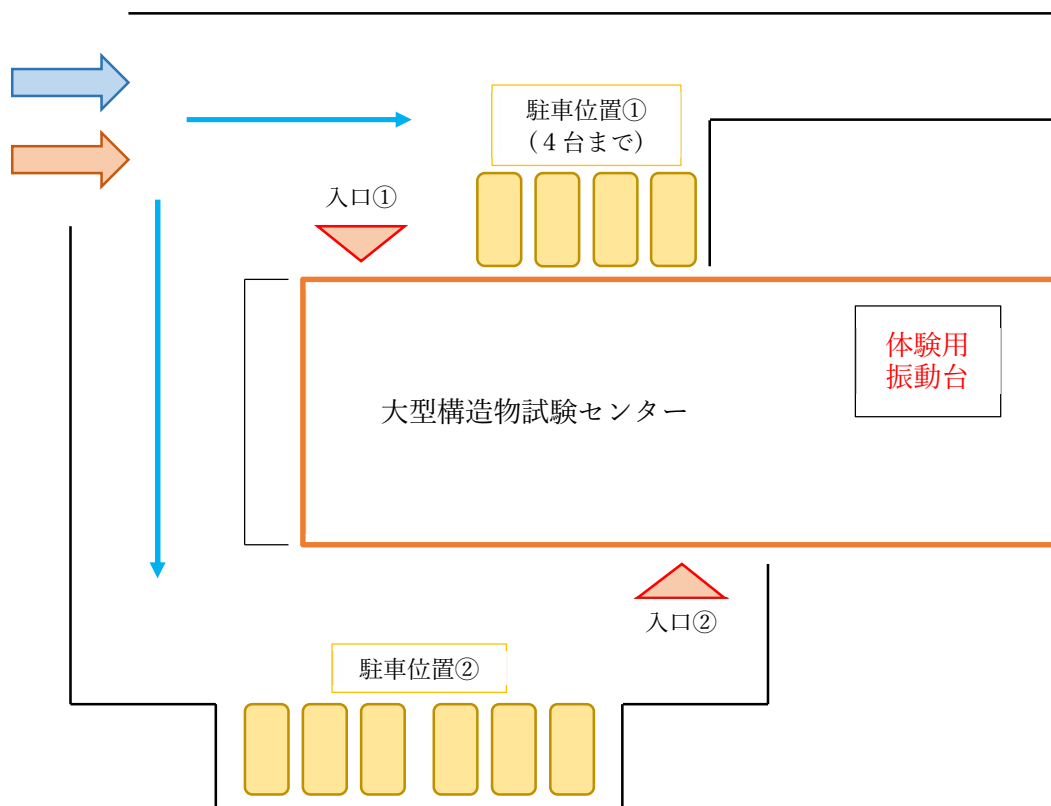 駐車位置①
（４台まで）
入口①
体験用
振動台
大型構造物試験センター
入口②
駐車位置②